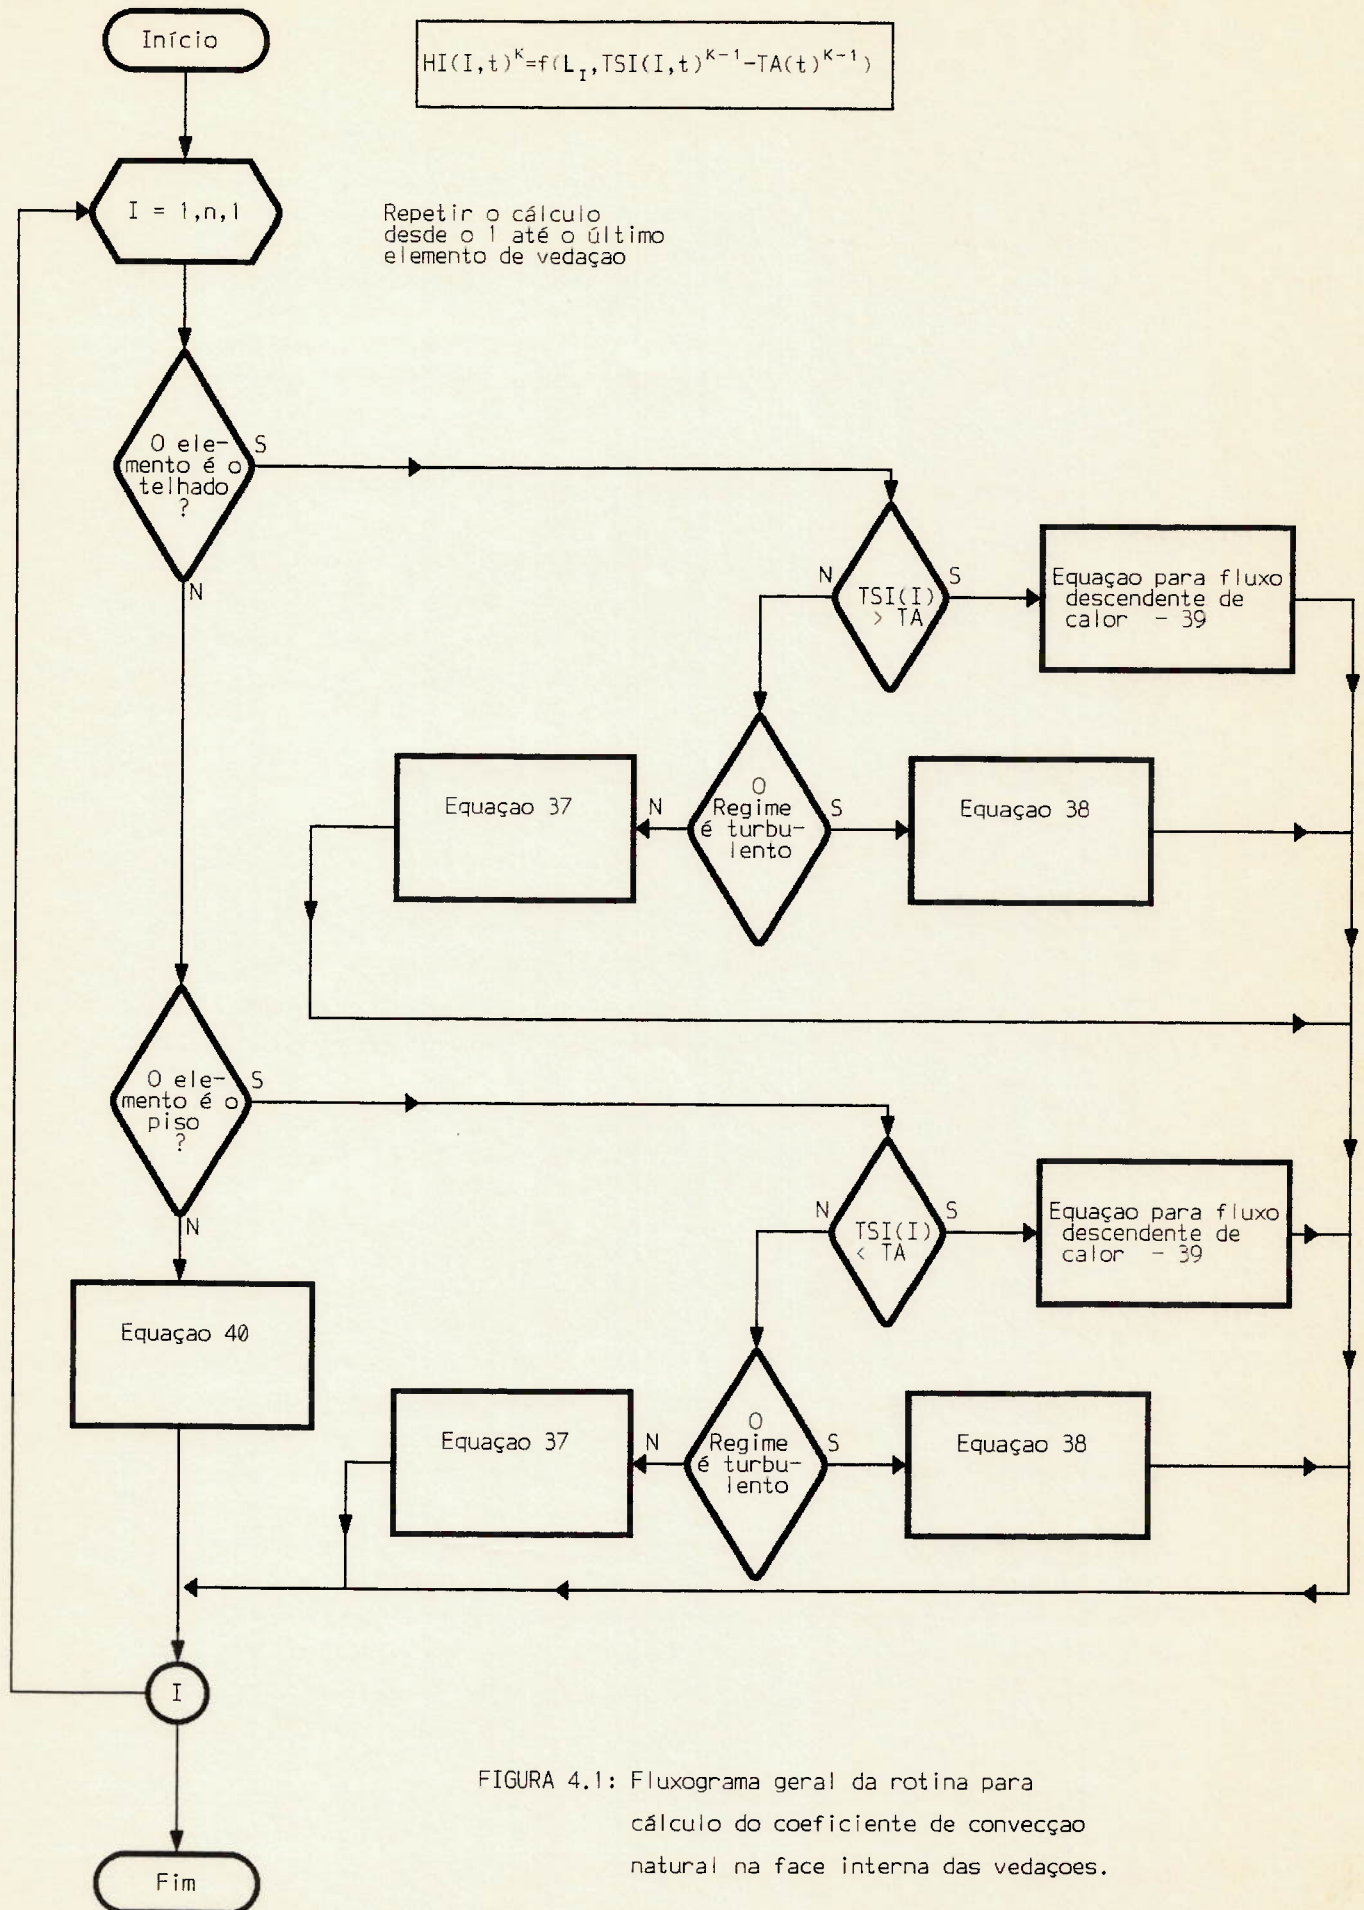 Início
HI(I,t)^K=f(L_I,TSI(I,t)^K-1-TA(t)^K-1)
I = 1,n,1
Repetir o cálculo
desde o 1 até o último
elemento de vedaçao
O ele-
mento é o
telhado
?
S
N
N
S
TSI(I)
> TA
Equaçao para fluxo
descendente de
calor - 39
Equaçao 37
N
O
Regime
é turbu-
lento
S
Equaçao 38
O ele-
mento é o
piso
?
S
N
N
S
TSI(I)
< TA
Equaçao para fluxo
descendente de
calor - 39
Equaçao 40
Equaçao 37
N
O
Regime
é turbu-
lento
S
Equaçao 38
I
Fim
FIGURA 4.1: Fluxograma geral da rotina para
cálculo do coeficiente de convecçao
natural na face interna das vedaçoes.